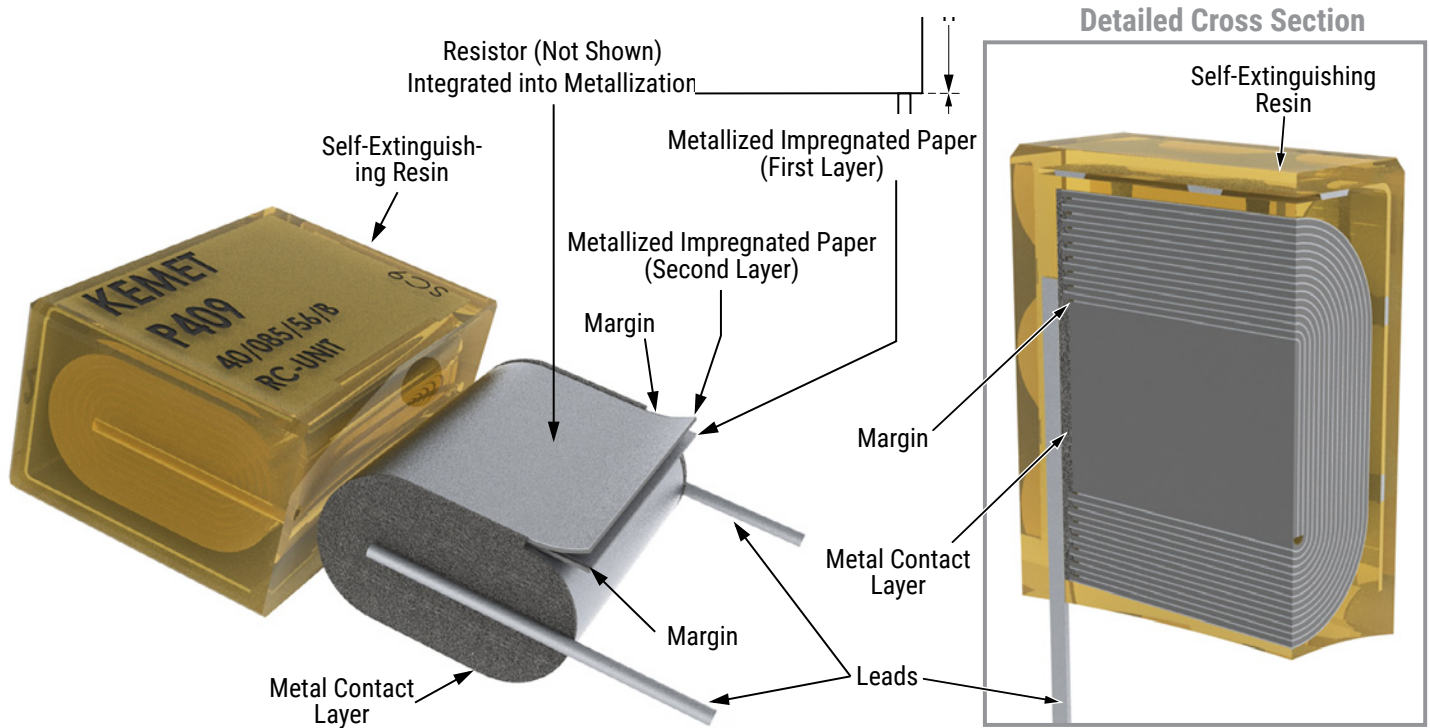 Detailed Cross Section
Resistor (Not Shown)
Integrated into Metallization
Self-Extinguishing
Resin
Metallized Impregnated Paper
(First Layer)
Self-Extinguish-
ing Resin
Metallized Impregnated Paper
(Second Layer)
KEMET
P409
40/085/56/B
RC-UNIT
Margin
Margin
Metal Contact
Layer
Margin
Leads
Metal Contact
Layer